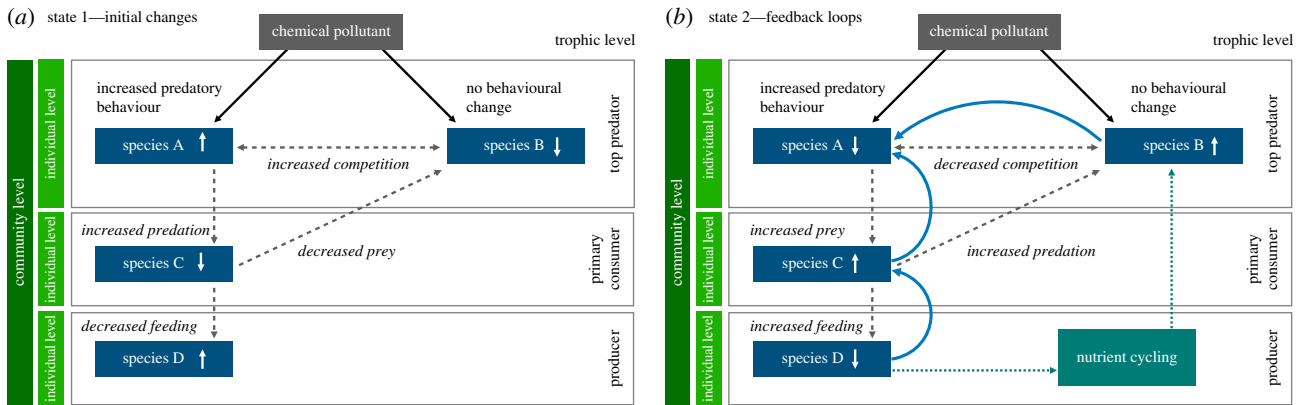 (a) state 1—initial changes
chemical pollutant
trophic level
community level
individual level
increased predatory
behaviour
no behavioural
change
species A
species B
increased competition
top predator
individual level
increased predation
species C
decreased prey
primary
consumer
individual level
decreased feeding
species D
producer
(b) state 2—feedback loops
chemical pollutant
trophic level
community level
individual level
increased predatory
behaviour
no behavioural
change
species A
species B
decreased competition
top predator
individual level
increased prey
species C
increased predation
primary
consumer
individual level
increased feeding
species D
nutrient cycling
producer